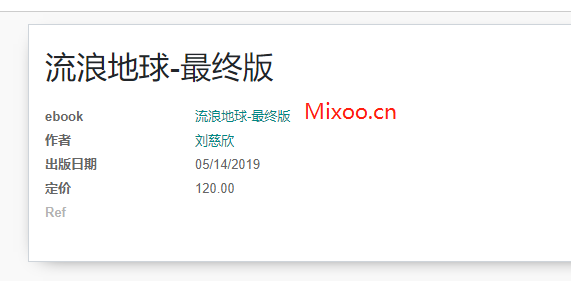 流浪地球-最终版
ebook 流浪地球-最终版 Mixoo.cn
作者 刘慈欣
出版日期 05/14/2019
定价 120.00
Ref